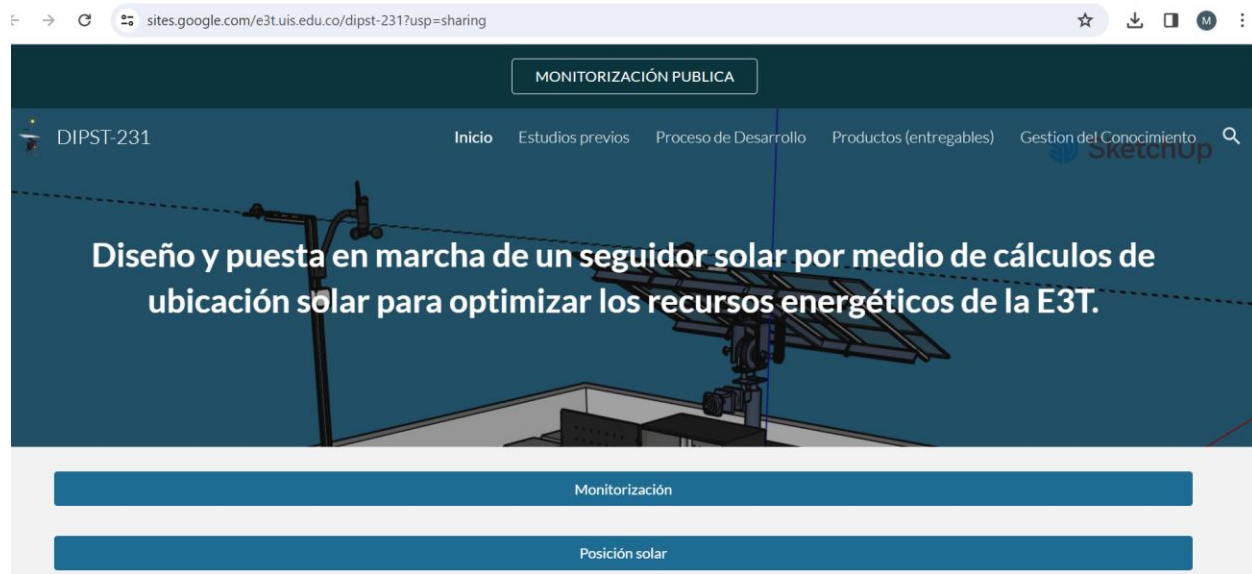 sites.google.com/e3t.uis.edu.co/dipst-231?usp=sharing
M
MONITORIZACIÓN PUBLICA
DIPST-231
Inicio Estudios previos Proceso de Desarrollo Productos (entregables) Gestion del Conocimiento
SketchUp
Diseño y puesta en marcha de un seguidor solar por medio de cálculos de
ubicación solar para optimizar los recursos energéticos de la E3T.
Monitorización
Posición solar